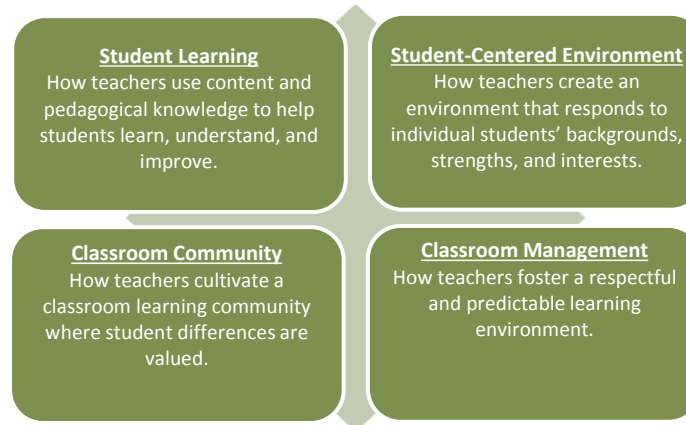 Student Learning
How teachers use content and
pedagogical knowledge to help
students learn, understand, and
improve.
Student-Centered Environment
How teachers create an
environment that responds to
individual students’ backgrounds,
strengths, and interests.
Classroom Community
How teachers cultivate a
classroom learning community
where student differences are
valued.
Classroom Management
How teachers foster a respectful
and predictable learning
environment.